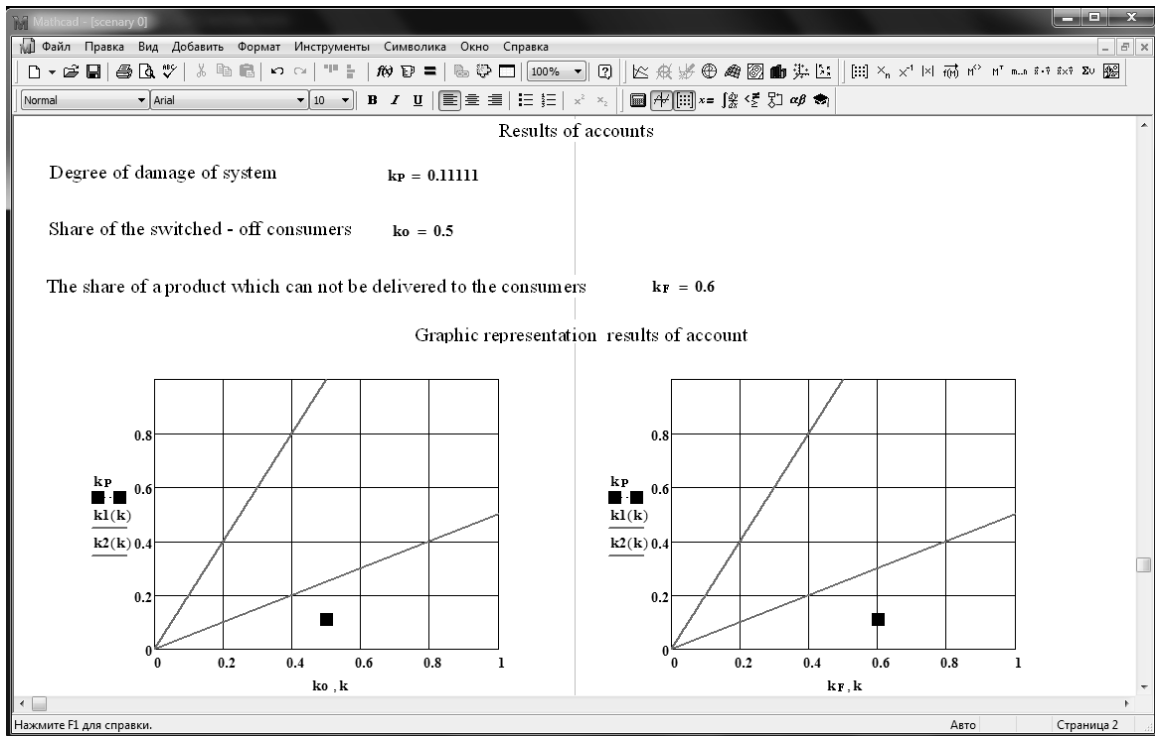 Mathcad - [scenary 0]
Файл Правка Вид Добавить Формат Инструменты Символика Окно Справка
100%
Normal Arial 10 B I U
Results of accounts
Degree of damage of system kP = 0.11111
Share of the switched - off consumers ko = 0.5
The share of a product which can not be delivered to the consumers kF = 0.6
Graphic representation results of account
kP
k1(k)
k2(k)
0.8
0.6
0.4
0.2
0
0 0.2 0.4 0.6 0.8 1
ko , k
kP
k1(k)
k2(k)
0.8
0.6
0.4
0.2
0
0 0.2 0.4 0.6 0.8 1
kF , k
Нажмите F1 для справки. Авто Страница 2